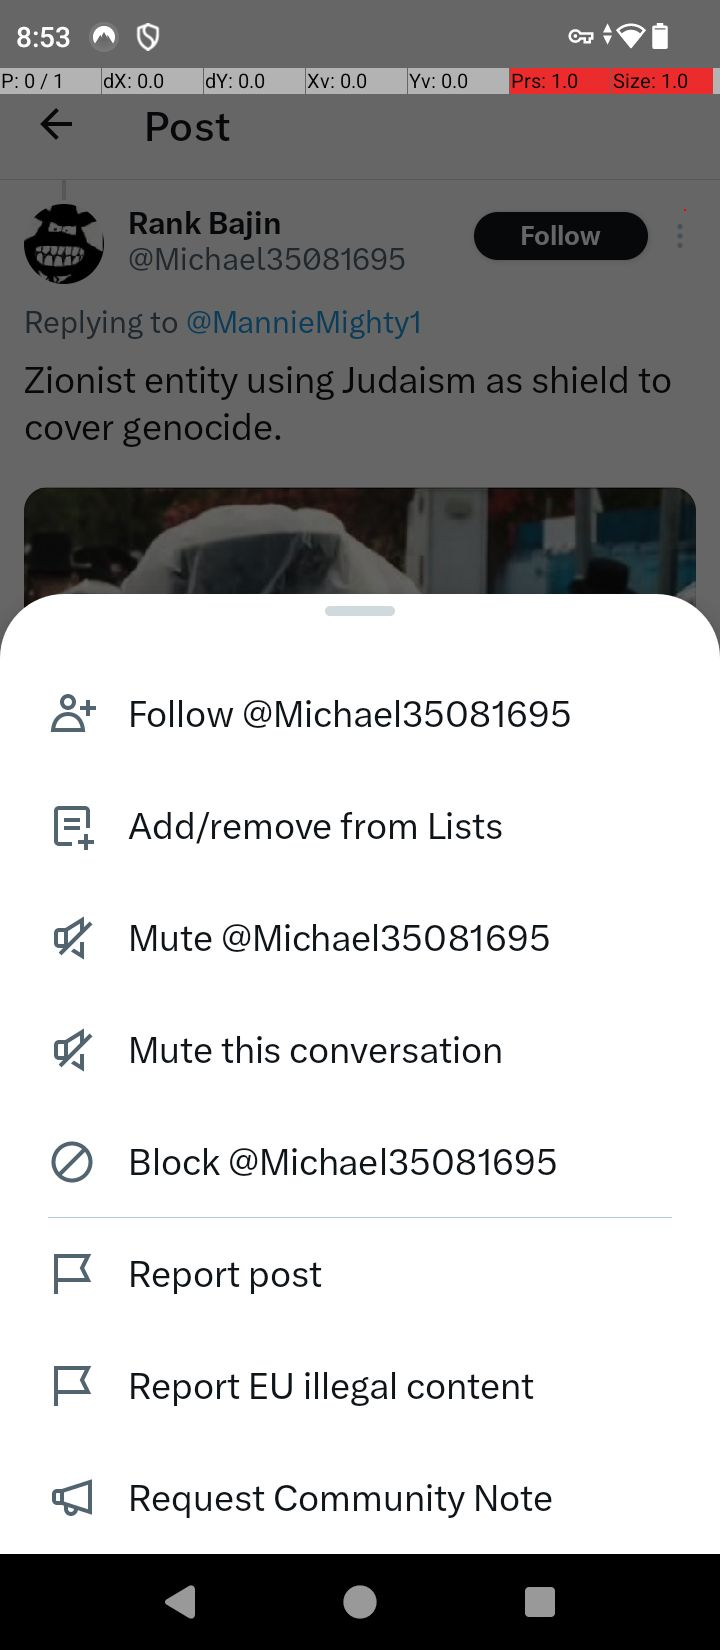 8:53
P: 0 / 1 dX: 0.0 dY: 0.0 Xv: 0.0 Yv: 0.0 Prs: 1.0 Size: 1.0
Post
Rank Bajin
@Michael35081695
Follow
Replying to @MannieMighty1
Zionist entity using Judaism as shield to
cover genocide.
Follow @Michael35081695
Add/remove from Lists
Mute @Michael35081695
Mute this conversation
Block @Michael35081695
Report post
Report EU illegal content
Request Community Note